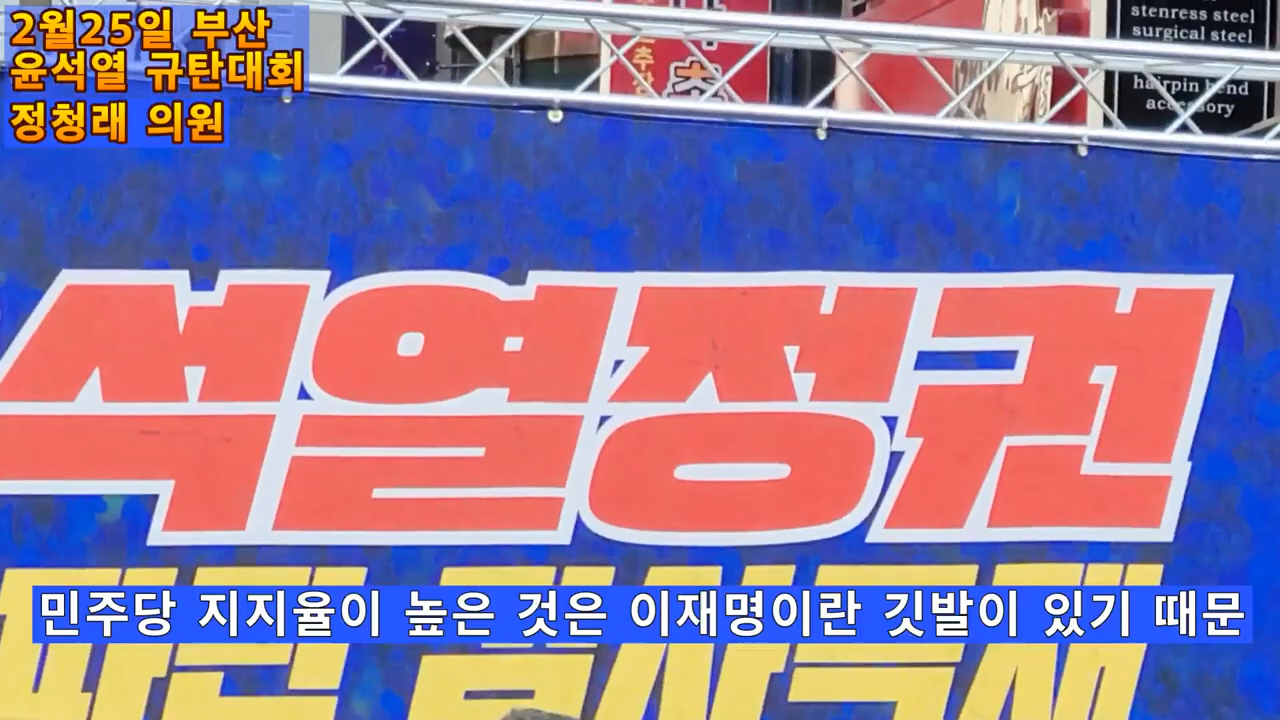 2월25일 부산
윤석열 규탄대회
정청래 의원
stenress steel
surgical steel
hairpin bend
accessory
석열정권
민주당 지지율이 높은 것은 이재명이란 깃발이 있기 때문